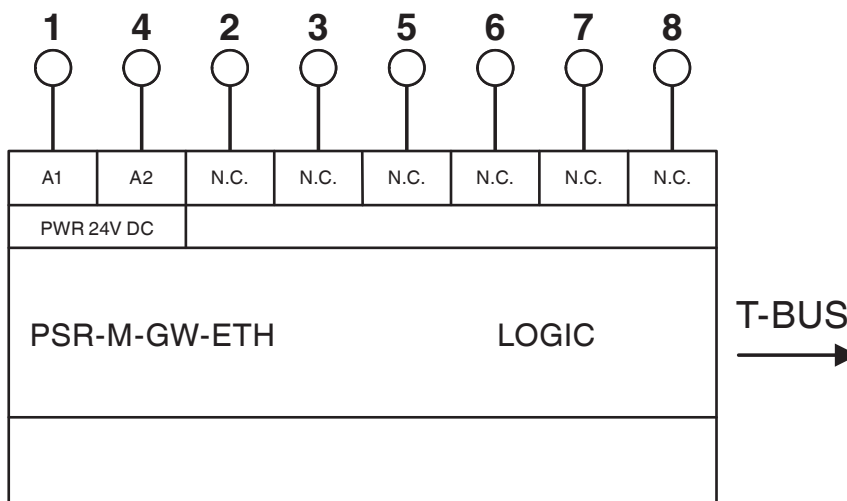 1 4 2 3 5 6 7 8
A1 A2 N.C. N.C. N.C. N.C. N.C. N.C.
PWR 24V DC
T-BUS
PSR-M-GW-ETH LOGIC